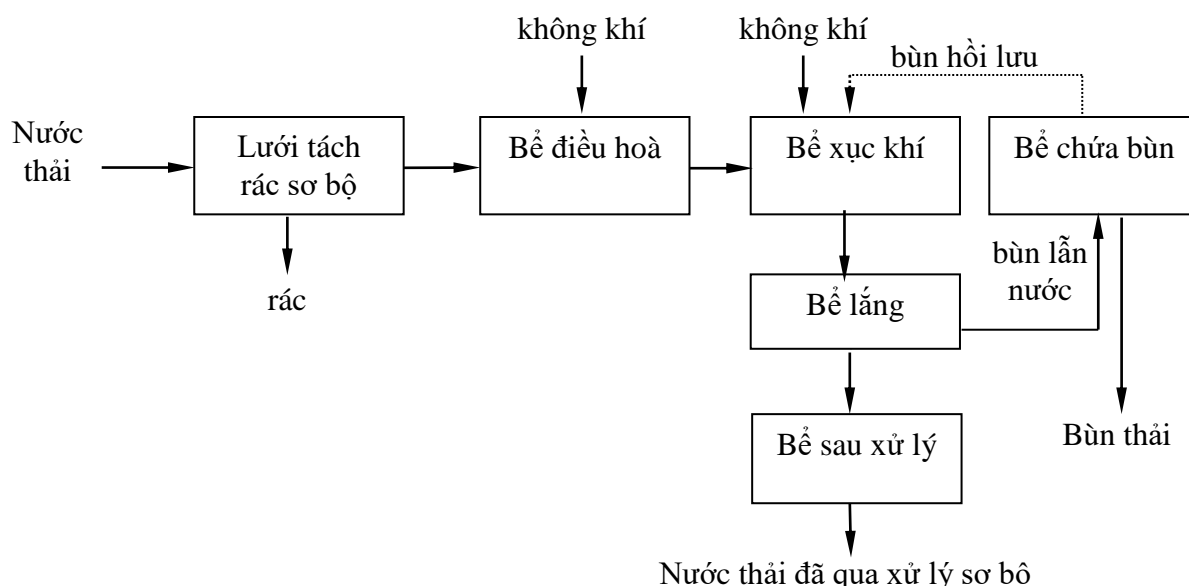 không khí
không khí
bùn hồi lưu
Nước
thải
Lưới tách
rác sơ bộ
Bể điều hoà
Bể xục khí
Bể chứa bùn
rác
bùn lẫn
nước
Bể lắng
Bể sau xử lý
Bùn thải
Nước thải đã qua xử lý sơ bộ